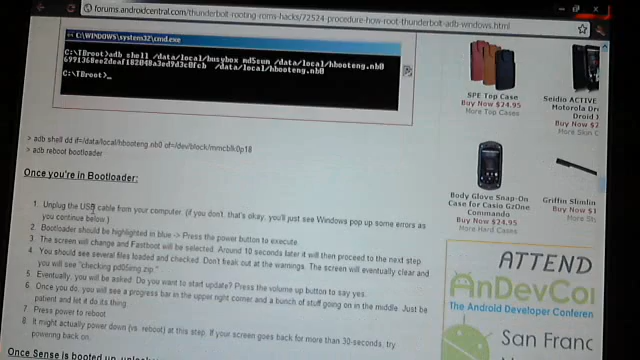 forums.androidcentral.com/thunderbolt-rooting-roms-hacks/72524-procedure-how-root-thunderbolt-adb-windows.html
C:\WINDOWS\system32\cmd.exe
C:\TBroot>adb shell /data/local/busybox md5sum /data/local/hbooteng.nb0
6991368ee2deaf182048a3ed9d3c0fcb  /data/local/hbooteng.nb0
C:\TBroot>_
> adb shell dd if=/data/local/hbooteng.nb0 of=/dev/block/mmcblk0p18
> adb reboot bootloader
Once you're in Bootloader:
1. Unplug the USB cable from your computer. (if you don't, that's okay, you'll just see Windows pop up some errors as
you continue below.)
2. Bootloader should be highlighted in blue -> Press the power button to execute.
3. The screen will change and Fastboot will be selected. Around 10 seconds later it will then proceed to the next step.
4. You should see several files loaded and checked. Don't freak out at the warnings. The screen will eventually clear and
you will see "checking pd05img.zip."
5. Eventually, you will be asked: Do you want to start update? Press the volume up button to say yes.
6. Once you do, you will see a progress bar in the upper right corner and a bunch of stuff going on in the middle. Just be
patient and let it do its thing
7. Press power to reboot.
8. It might actually power down (vs. reboot) at this step. If your screen goes back for more than 30 seconds, try
powering back on.
Once Sense is booted up,
SPE Top Case
Buy Now $24.95
More Top Cases
Seidio ACTIVE
Motorola Dro
Droid
Buy Now $2
More Skin
Body Glove Snap-On
Case for Casio GzOne
Commando
Buy Now $24.95
More Hard Cases
Griffin Slimlin
Buy Now $1
ATTEND
AnDevCon
The Android Developer Conferen
San Franc